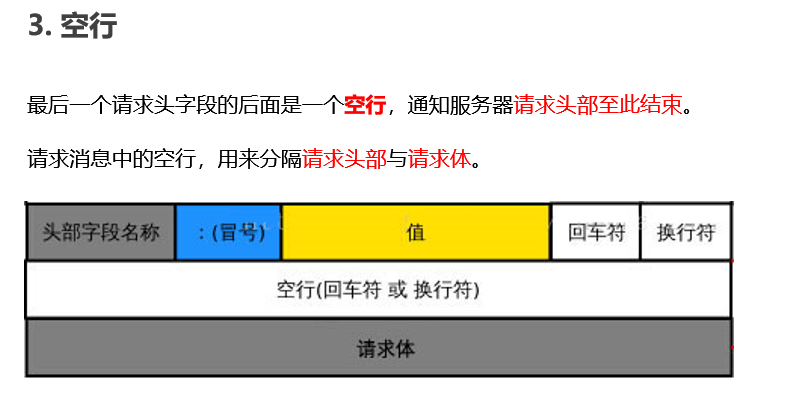 3. 空行
最后一个请求头字段的后面是一个空行，通知服务器请求头部至此结束。
请求消息中的空行，用来分隔请求头部与请求体。
头部字段名称 ：(冒号) 值 回车符 换行符
空行(回车符 或 换行符)
请求体